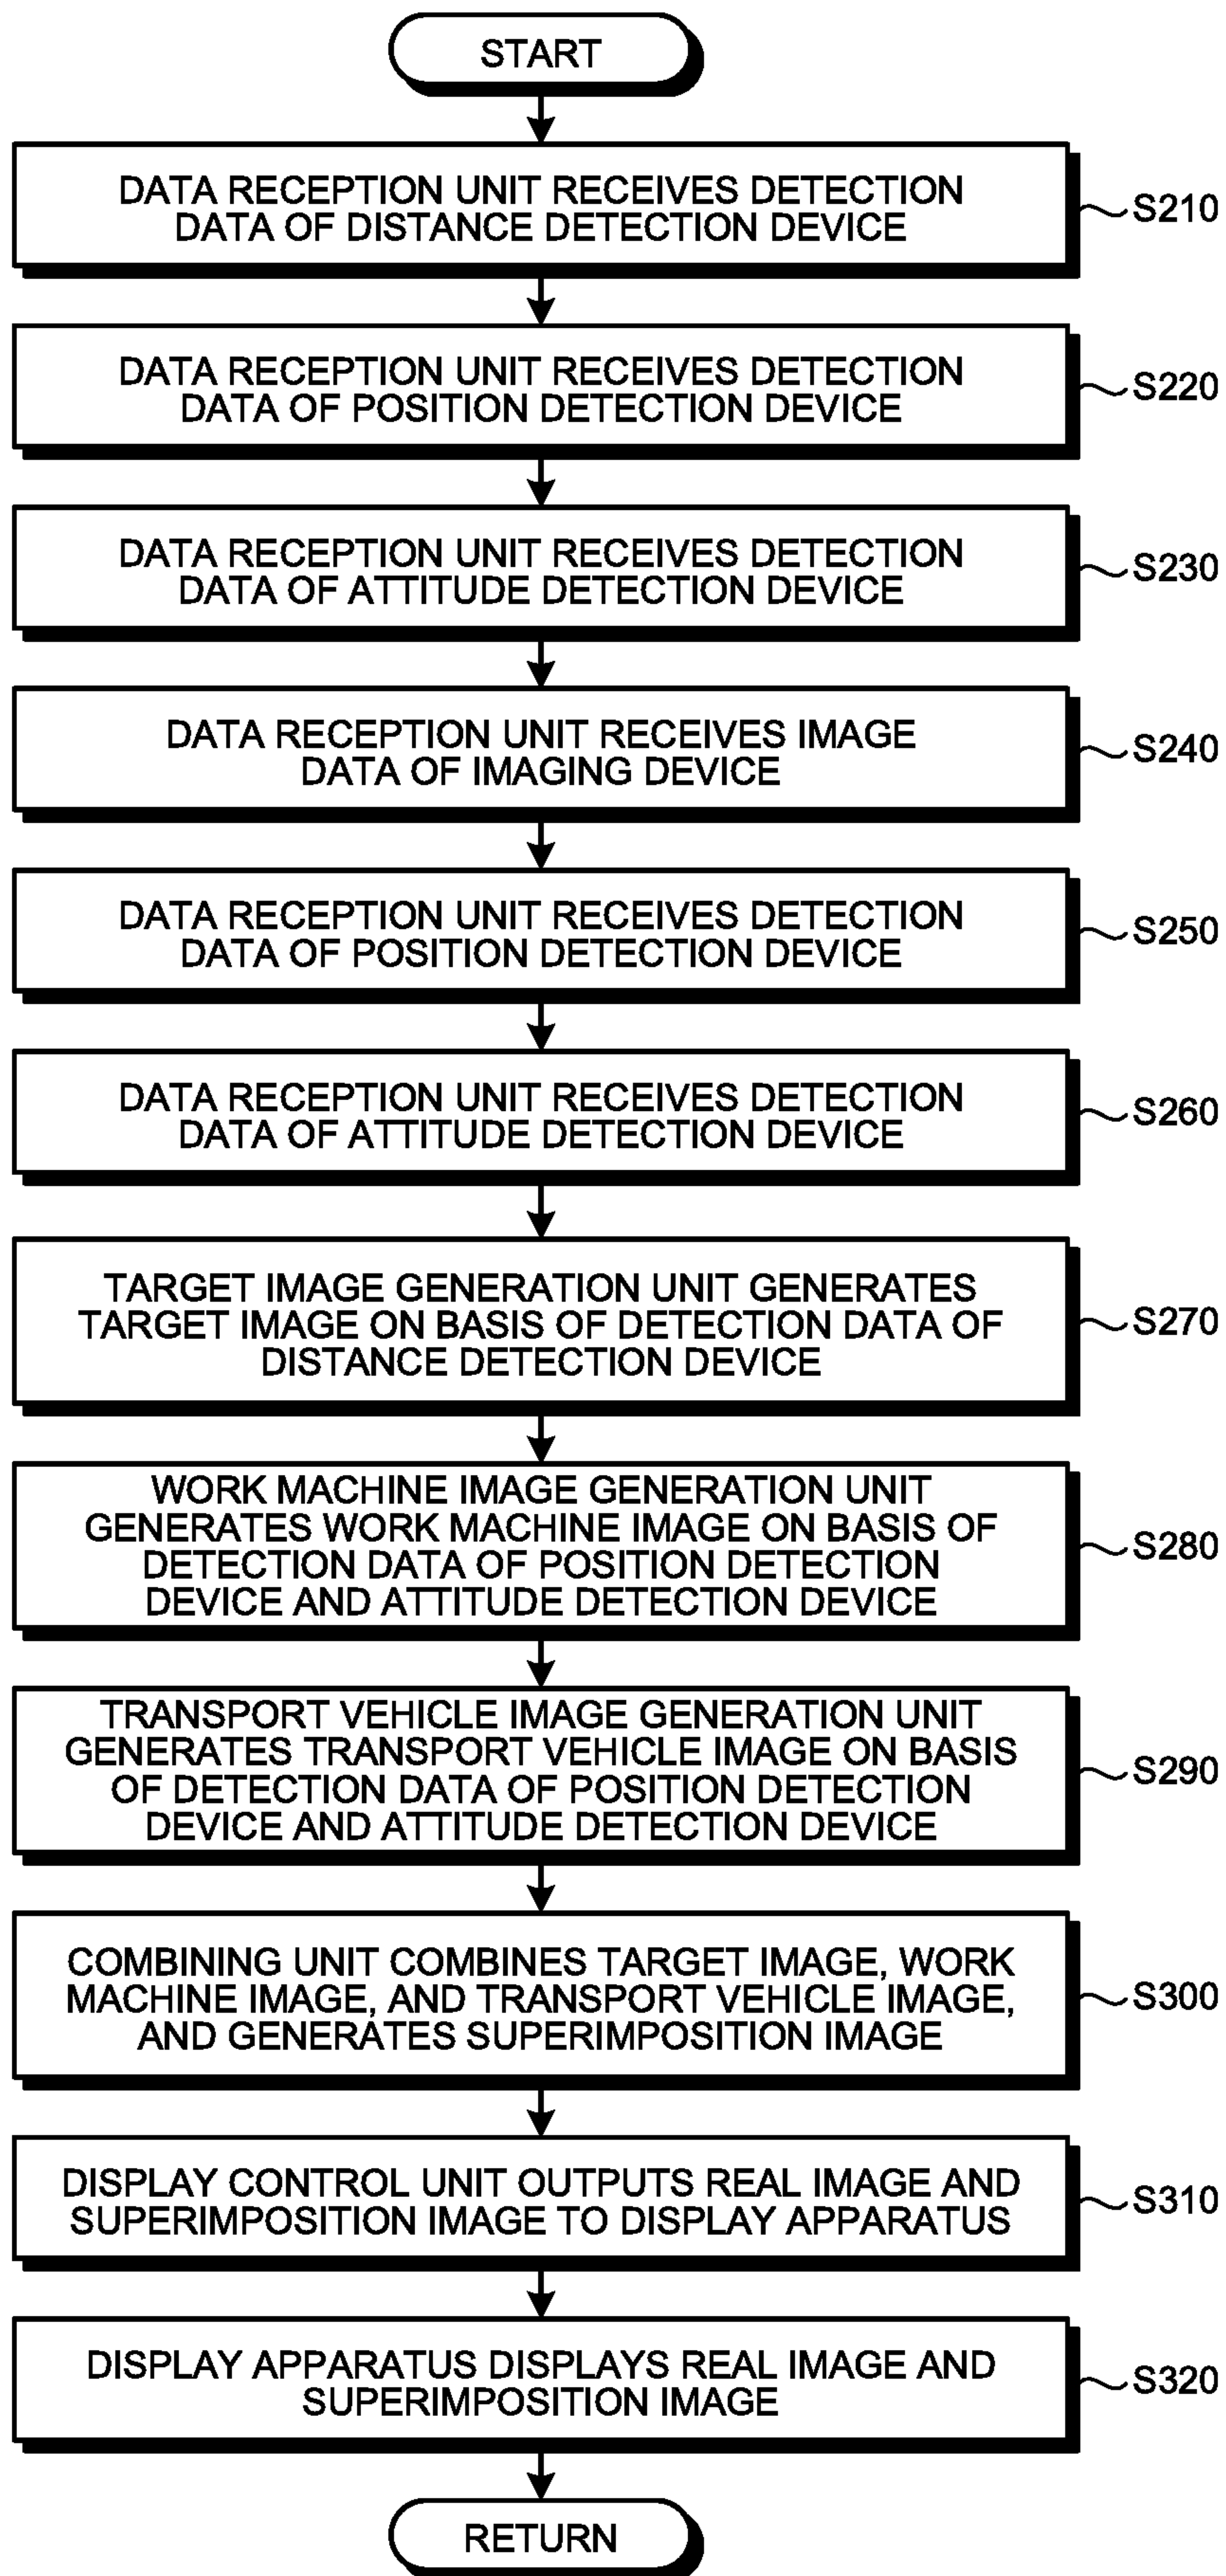 START
DATA RECEPTION UNIT RECEIVES DETECTION
DATA OF DISTANCE DETECTION DEVICE
S210
DATA RECEPTION UNIT RECEIVES DETECTION
DATA OF POSITION DETECTION DEVICE
S220
DATA RECEPTION UNIT RECEIVES DETECTION
DATA OF ATTITUDE DETECTION DEVICE
S230
DATA RECEPTION UNIT RECEIVES IMAGE
DATA OF IMAGING DEVICE
S240
DATA RECEPTION UNIT RECEIVES DETECTION
DATA OF POSITION DETECTION DEVICE
S250
DATA RECEPTION UNIT RECEIVES DETECTION
DATA OF ATTITUDE DETECTION DEVICE
S260
TARGET IMAGE GENERATION UNIT GENERATES
TARGET IMAGE ON BASIS OF DETECTION DATA OF
DISTANCE DETECTION DEVICE
S270
WORK MACHINE IMAGE GENERATION UNIT
GENERATES WORK MACHINE IMAGE ON BASIS OF
DETECTION DATA OF POSITION DETECTION
DEVICE AND ATTITUDE DETECTION DEVICE
S280
TRANSPORT VEHICLE IMAGE GENERATION UNIT
GENERATES TRANSPORT VEHICLE IMAGE ON BASIS
OF DETECTION DATA OF POSITION DETECTION
DEVICE AND ATTITUDE DETECTION DEVICE
S290
COMBINING UNIT COMBINES TARGET IMAGE, WORK
MACHINE IMAGE, AND TRANSPORT VEHICLE IMAGE,
AND GENERATES SUPERIMPOSITION IMAGE
S300
DISPLAY CONTROL UNIT OUTPUTS REAL IMAGE AND
SUPERIMPOSITION IMAGE TO DISPLAY APPARATUS
S310
DISPLAY APPARATUS DISPLAYS REAL IMAGE AND
SUPERIMPOSITION IMAGE
S320
RETURN